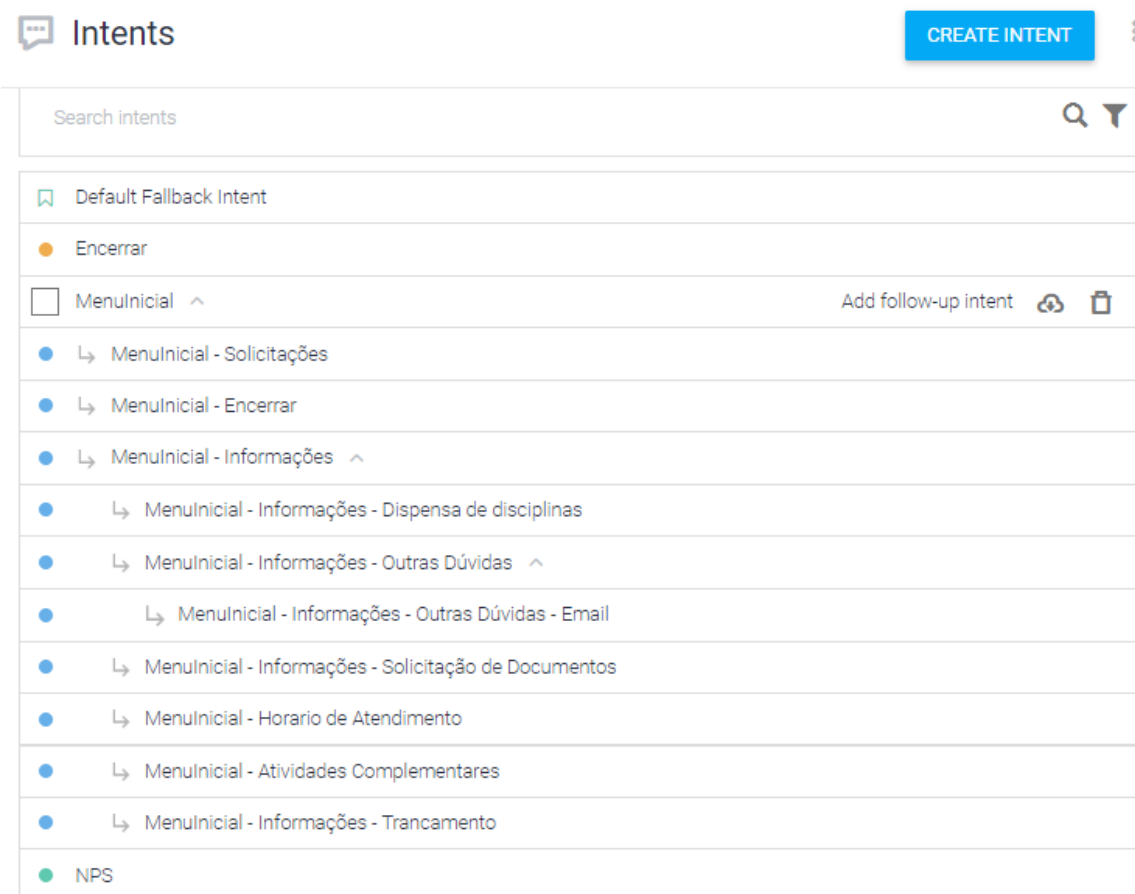 Intents
CREATE INTENT
Search intents
Default Fallback Intent
Encerrar
MenuInicial
Add follow-up intent
MenuInicial - Solicitações
MenuInicial - Encerrar
MenuInicial - Informações
MenuInicial - Informações - Dispensa de disciplinas
MenuInicial - Informações - Outras Dúvidas
MenuInicial - Informações - Outras Dúvidas - Email
MenuInicial - Informações - Solicitação de Documentos
MenuInicial - Horario de Atendimento
MenuInicial - Atividades Complementares
MenuInicial - Informações - Trancamento
NPS